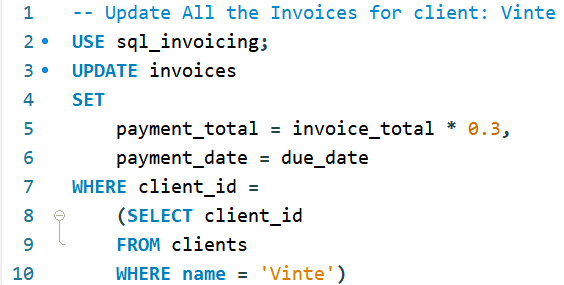 1 -- Update All the Invoices for client: Vinte
2 USE sql_invoicing;
3 UPDATE invoices
4 SET
5 payment_total = invoice_total * 0.3,
6 payment_date = due_date
7 WHERE client_id =
8 (SELECT client_id
9 FROM clients
10 WHERE name = 'Vinte')